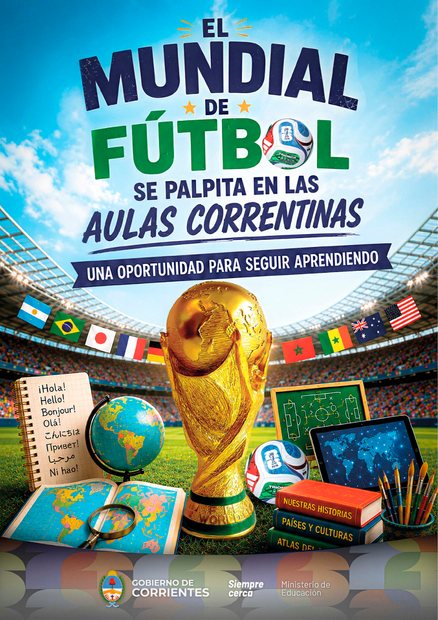 EL
MUNDIAL
DE
FÚTBOL
SE PALPITA EN LAS
AULAS CORRENTINAS
UNA OPORTUNIDAD PARA SEGUIR APRENDIENDO
¡Hola!
Hello!
Bonjour!
Olá!
こんにちは
Привет!
مرحبا
Ni hao!
NUESTRAS HISTORIAS
PAÍSES Y CULTURAS
ATLAS DEL
GOBIERNO DE
CORRIENTES
Siempre
cerca
Ministerio de
Educación